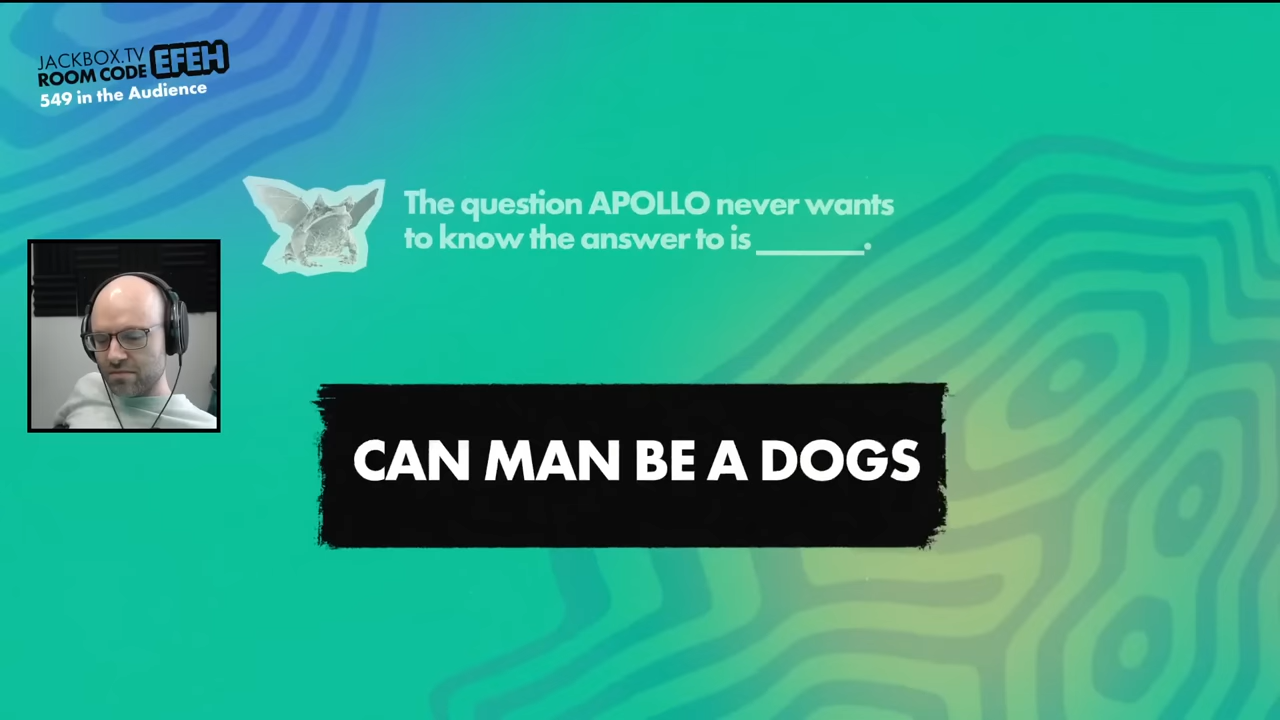 JACKBOX.TV
ROOM CODE EFEH
549 in the Audience
The question APOLLO never wants
to know the answer to is ______.
CAN MAN BE A DOGS